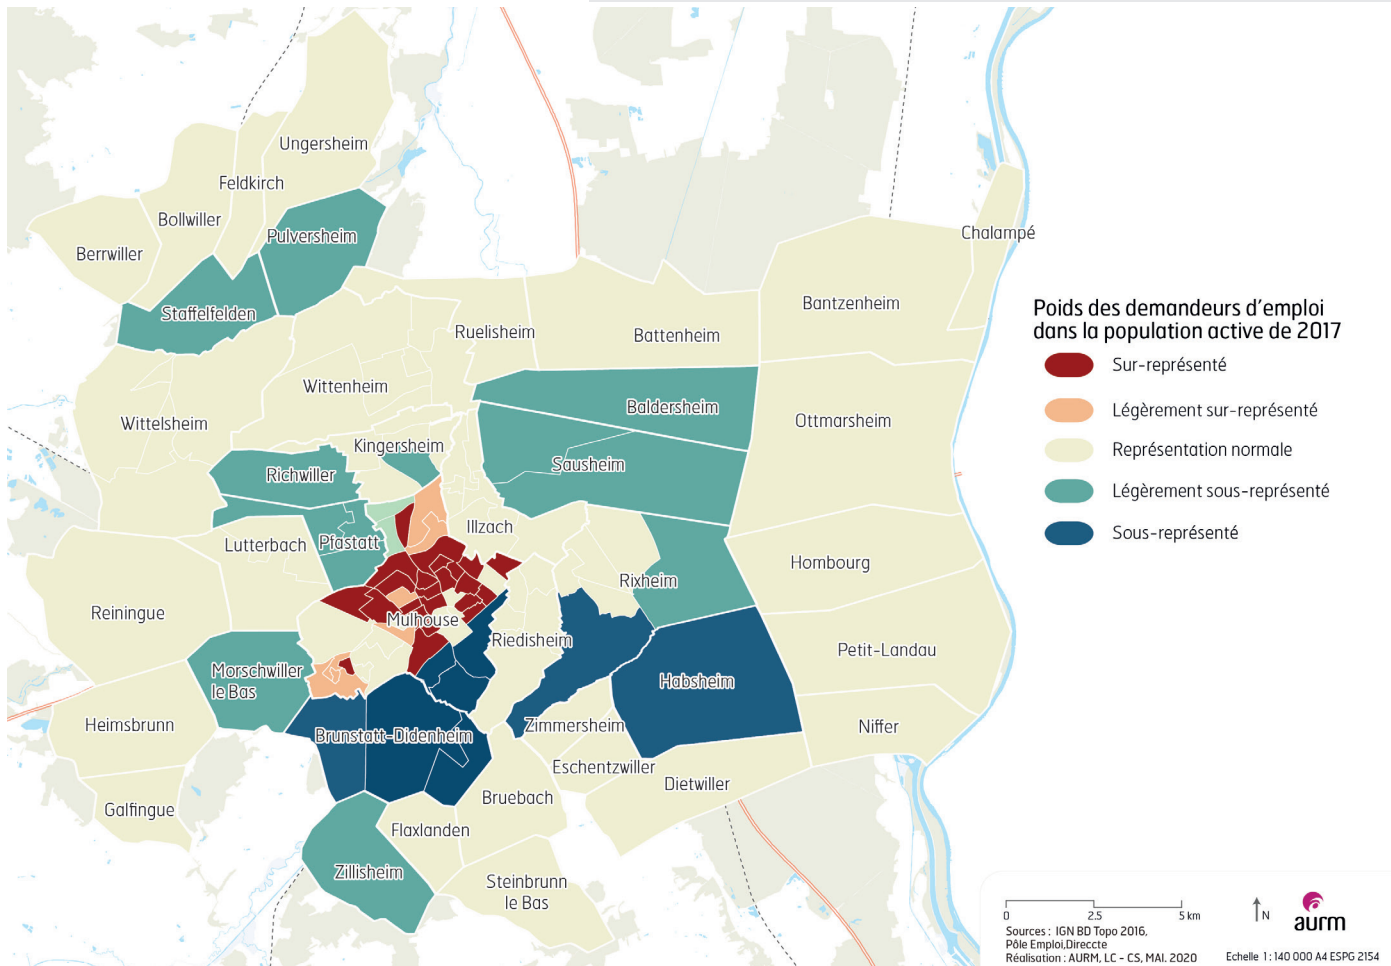 Ungersheim
Feldkirch
Bollwiller
Pulversheim
Berrwiller
Chalampé
Staffelfelden
Bantzenheim
Ruelisheim
Battenheim
Wittenheim
Baldersheim
Wittelsheim
Ottmarsheim
Kingersheim
Sausheim
Richwiller
Illzach
Lutterbach
Pfastatt
Hombourg
Rixheim
Reiningue
Mulhouse
Riedisheim
Petit-Landau
Morschwiller
le Bas
Habsheim
Heimsbrunn
Zimmersheim
Niffer
Brunstatt-Didenheim
Eschentzwiller
Dietwiller
Bruebach
Galfingue
Flaxlanden
Zillisheim
Steinbrunn
le Bas
Poids des demandeurs d'emploi
dans la population active de 2017
Sur-représenté
Légèrement sur-représenté
Représentation normale
Légèrement sous-représenté
Sous-représenté
0 2.5 5 km
N
aurm
Sources : IGN BD Topo 2016,
Pôle Emploi,Direccte
Réalisation : AURM, LC - CS, MAI. 2020
Echelle 1 : 140 000 A4 ESPG 2154